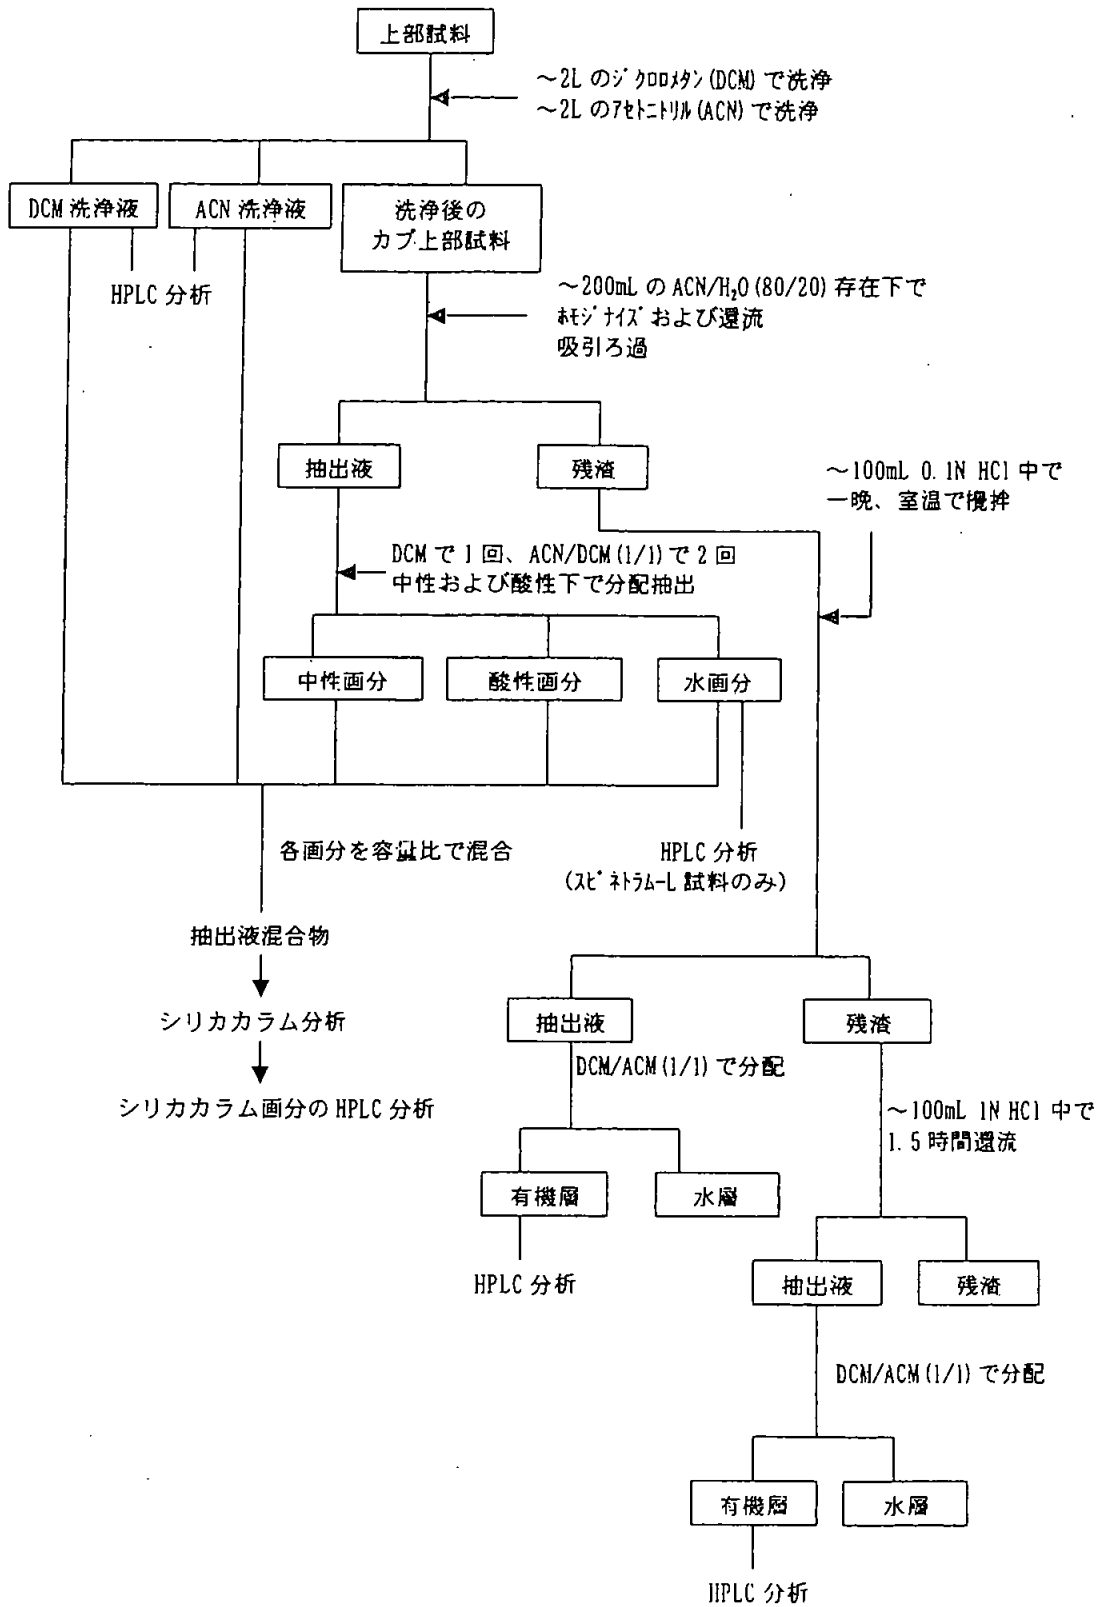 上部試料
～2Lのジクロロメタン(DCM)で洗浄
～2Lのアセトニトリル(ACN)で洗浄
DCM 洗浄液
ACN 洗浄液
洗浄後の
カブ上部試料
HPLC 分析
～200mL の ACN/H₂O (80/20) 存在下で
ホモジナイズおよび還流
吸引ろ過
抽出液
残渣
～100mL 0.1N HCl 中で
一晩、室温で攪拌
DCM で 1 回、ACN/DCM (1/1) で 2 回
中性および酸性下で分配抽出
中性画分
酸性画分
水画分
各画分を容量比で混合
HPLC 分析
(スピネトラム-L 試料のみ)
抽出液混合物
シリカカラム分析
シリカカラム画分の HPLC 分析
抽出液
残渣
DCM/ACM (1/1) で分配
～100mL 1N HCl 中で
1.5 時間還流
有機層
水層
HPLC 分析
抽出液
残渣
DCM/ACM (1/1) で分配
有機層
水層
HPLC 分析